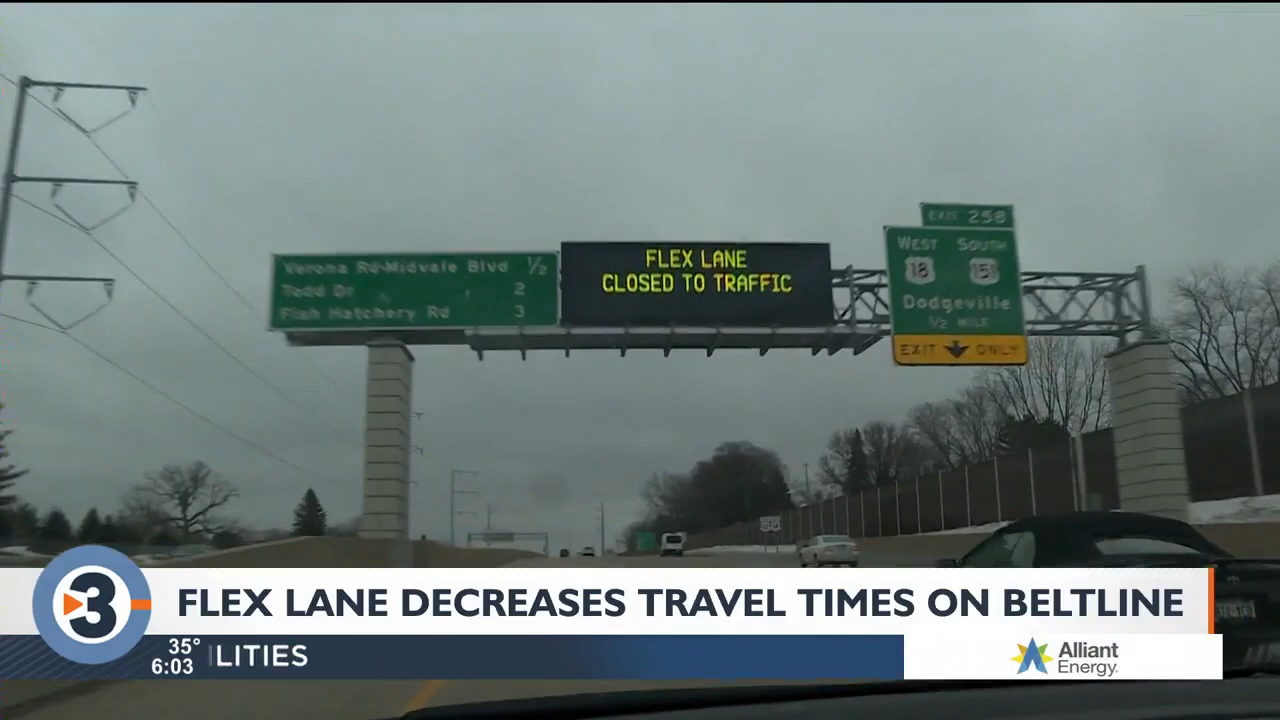 EXIT 258
WEST SOUTH
18 151
Dodgeville
½ MILE
EXIT ONLY
Verona Rd-Midvale Blvd ½
Todd Dr 2
Fish Hatchery Rd 3
FLEX LANE
CLOSED TO TRAFFIC
3
FLEX LANE DECREASES TRAVEL TIMES ON BELTLINE
35°
6:03
LITIES
Alliant
Energy